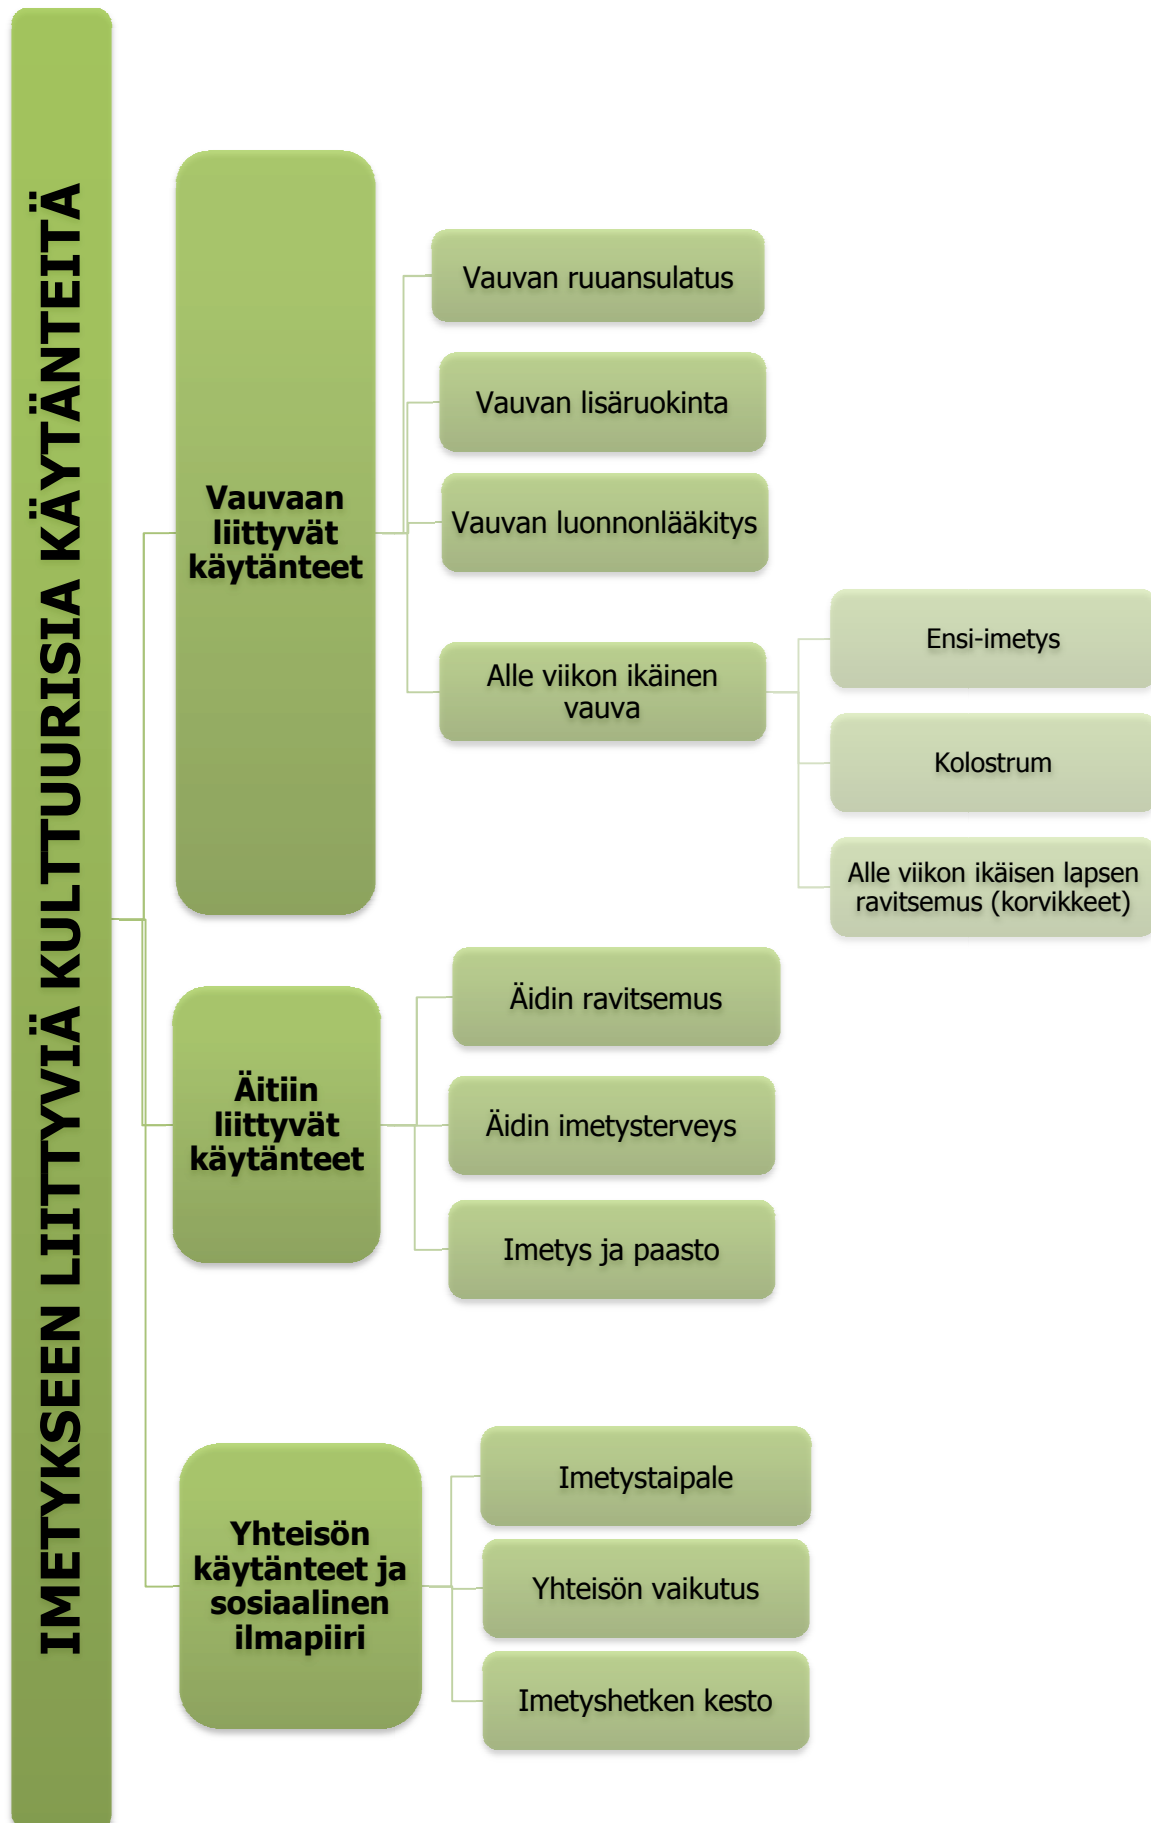 IMETYKSEEN LIITTYVIÄ KULTTUURISIA KÄYTÄNTEITÄ
Vauvaan
liittyvät
käytänteet
Vauvan ruuansulatus
Vauvan lisäruokinta
Vauvan luonnonlääkitys
Alle viikon ikäinen
vauva
Ensi-imetys
Kolostrum
Alle viikon ikäisen lapsen
ravitsemus (korvikkeet)
Äitiin
liittyvät
käytänteet
Äidin ravitsemus
Äidin imetysterveys
Imetys ja paasto
Yhteisön
käytänteet ja
sosiaalinen
ilmapiiri
Imetystaipale
Yhteisön vaikutus
Imetyshetken kesto